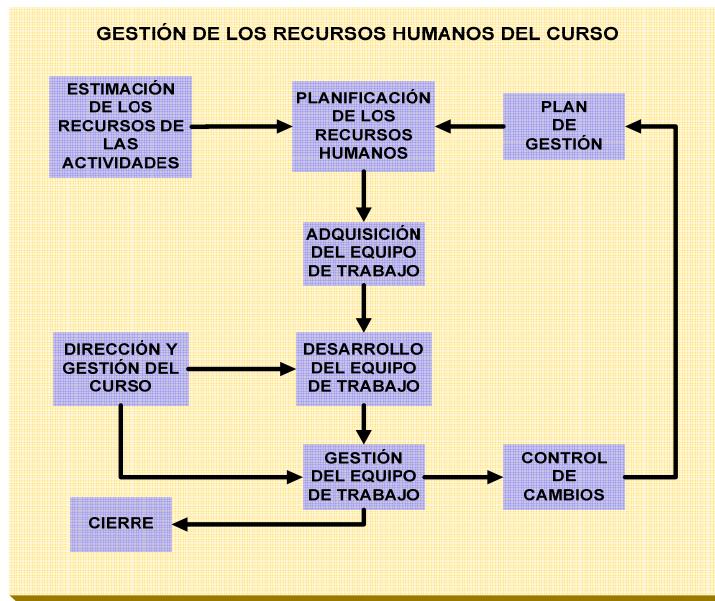 GESTIÓN DE LOS RECURSOS HUMANOS DEL CURSO
ESTIMACIÓN
DE LOS
RECURSOS DE
LAS
ACTIVIDADES
PLANIFICACIÓN
DE LOS
RECURSOS
HUMANOS
PLAN
DE
GESTIÓN
ADQUISICIÓN
DEL EQUIPO
DE TRABAJO
DIRECCIÓN Y
GESTIÓN DEL
CURSO
DESARROLLO
DEL EQUIPO
DE TRABAJO
GESTIÓN
DEL EQUIPO
DE TRABAJO
CONTROL
DE
CAMBIOS
CIERRE